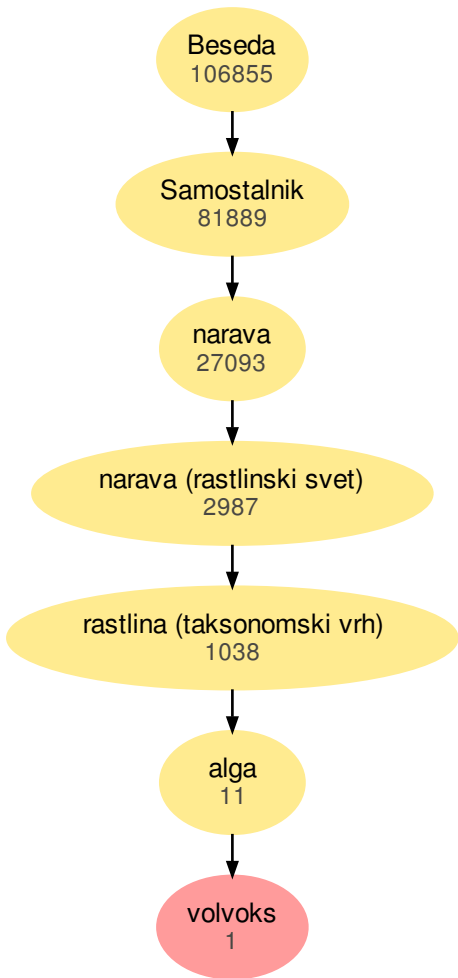 Beseda
106855
Samostalnik
81889
narava
27093
narava (rastlinski svet)
2987
rastlina (taksonomski vrh)
1038
alga
11
volvoks
1